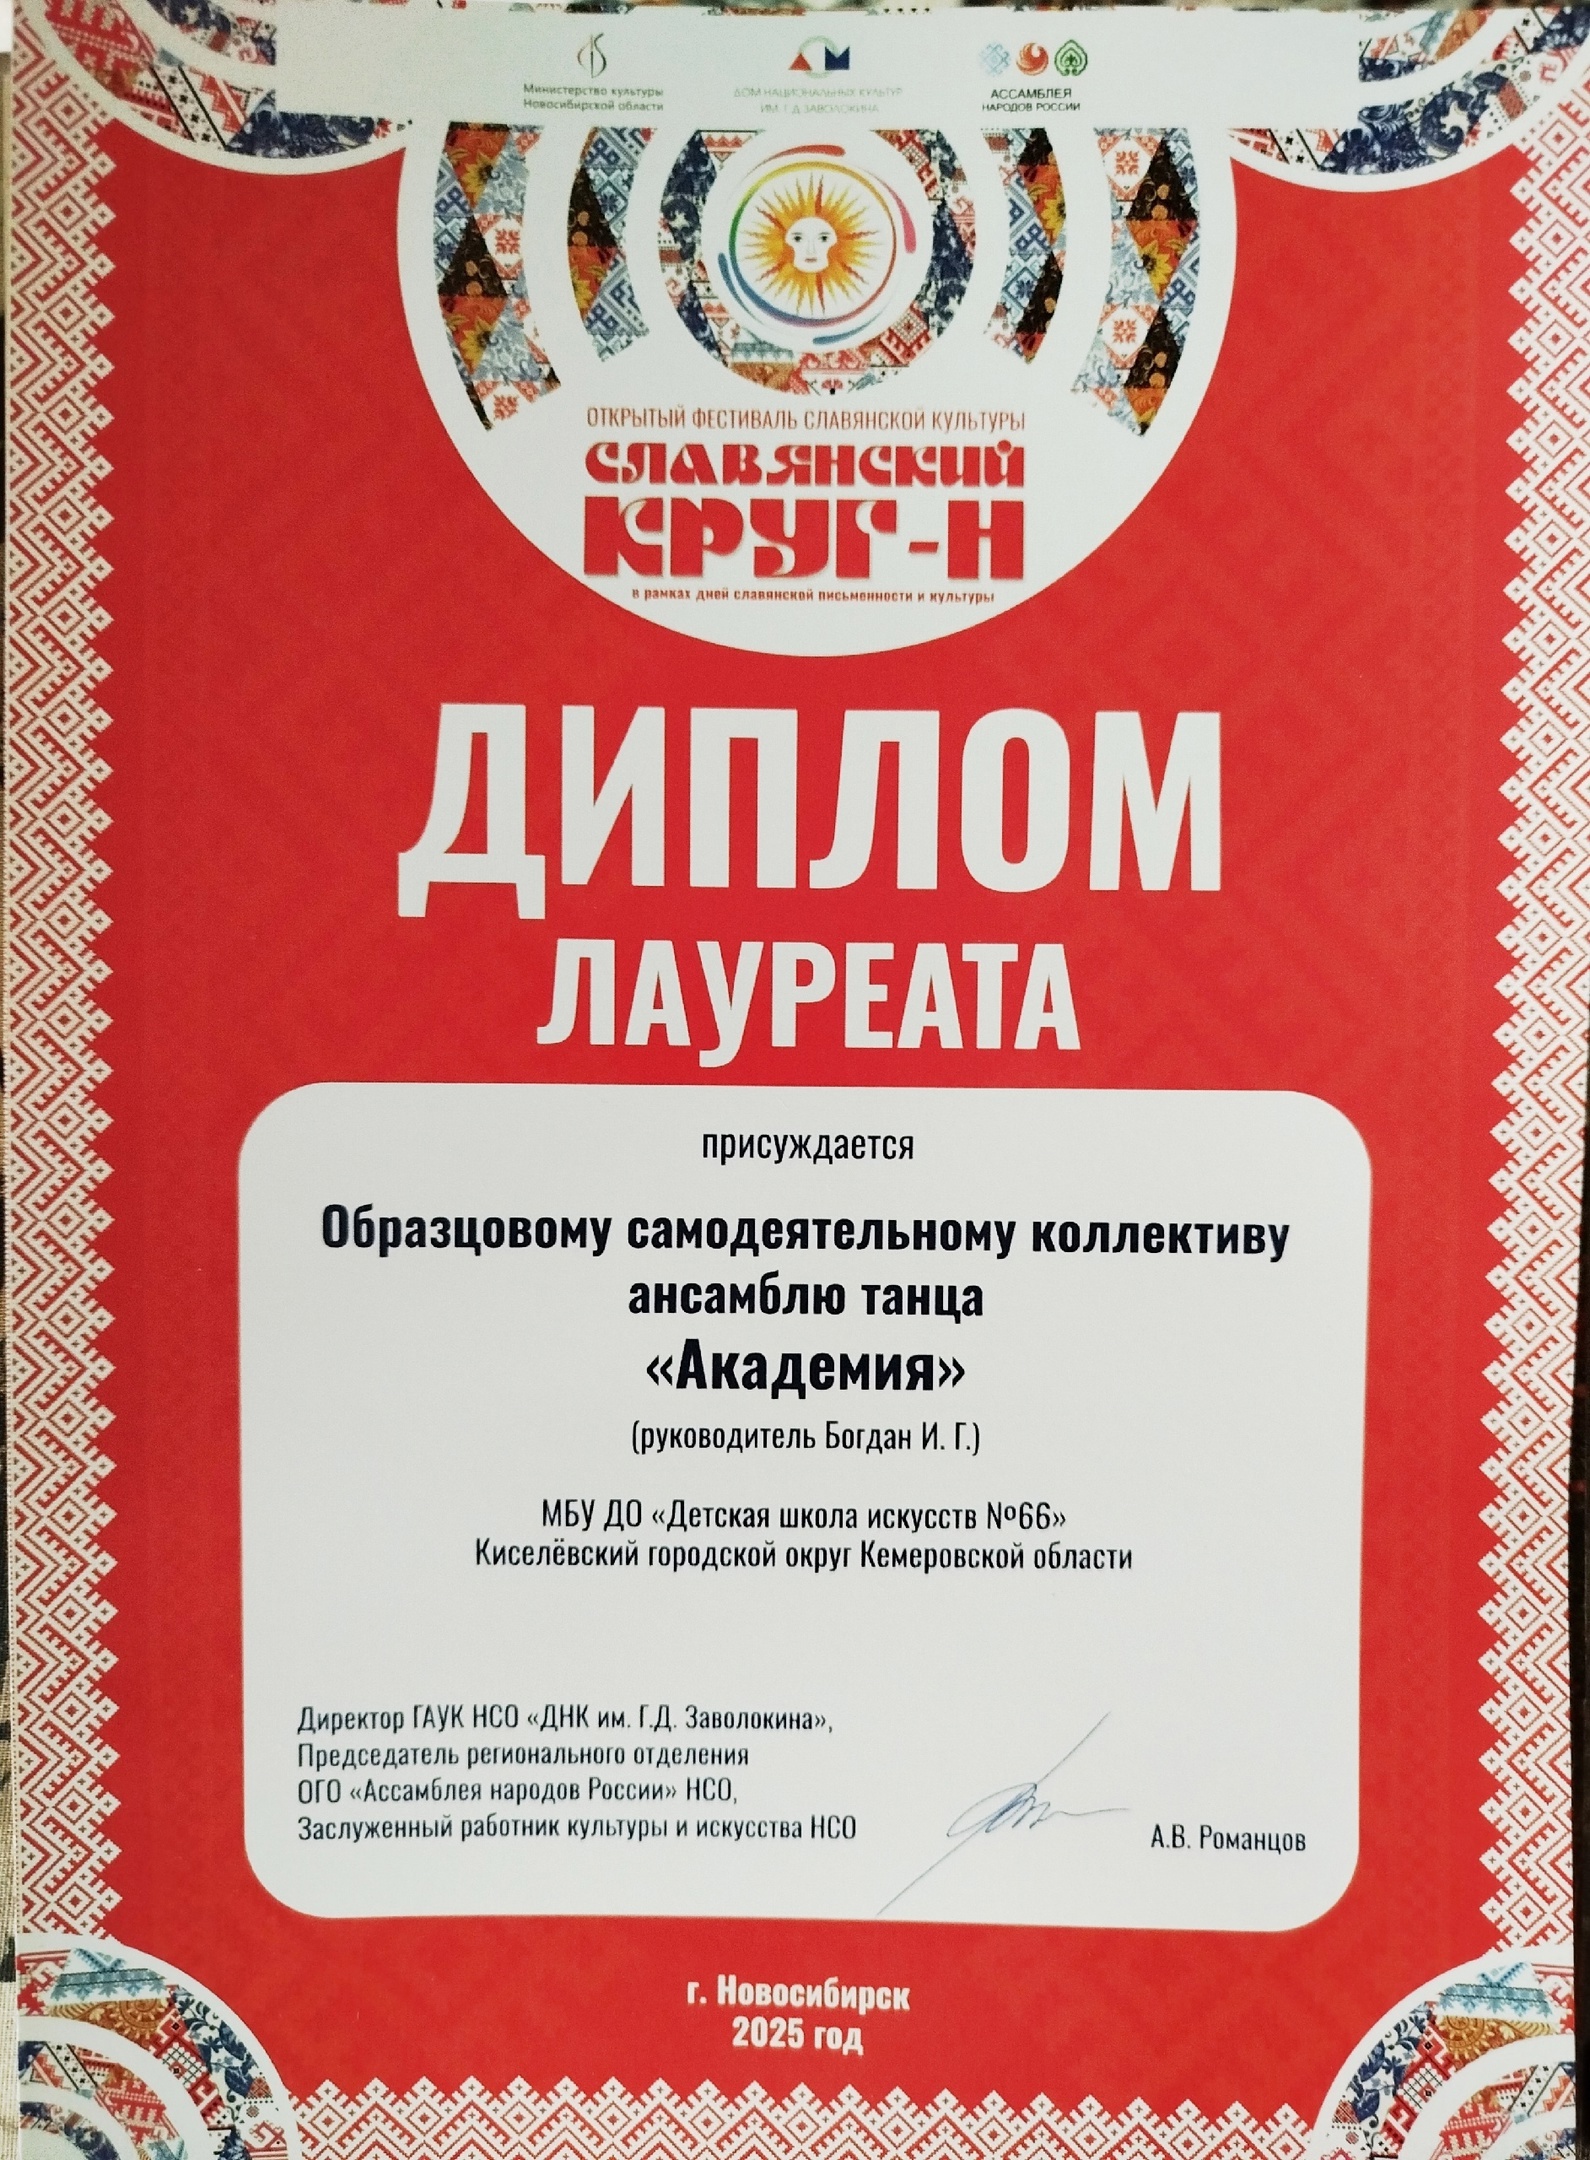 Министерство культуры
Новосибирской области
ДОМ НАЦИОНАЛЬНЫХ КУЛЬТУР
ИМ. Г.Д. ЗАВОЛОКИНА
АССАМБЛЕЯ
НАРОДОВ РОССИИ
ОТКРЫТЫЙ ФЕСТИВАЛЬ СЛАВЯНСКОЙ КУЛЬТУРЫ
СЛАВЯНСКИЙ
КРУГ-Н
в рамках дней славянской письменности и культуры
ДИПЛОМ
ЛАУРЕАТА
присуждается
Образцовому самодеятельному коллективу
ансамблю танца
«Академия»
(руководитель Богдан И. Г.)
МБУ ДО «Детская школа искусств №66»
Киселёвский городской округ Кемеровской области
Директор ГАУК НСО «ДНК им. Г.Д. Заволокина»,
Председатель регионального отделения
ОГО «Ассамблея народов России» НСО,
Заслуженный работник культуры и искусства НСО
А.В. Романцов
г. Новосибирск
2025 год